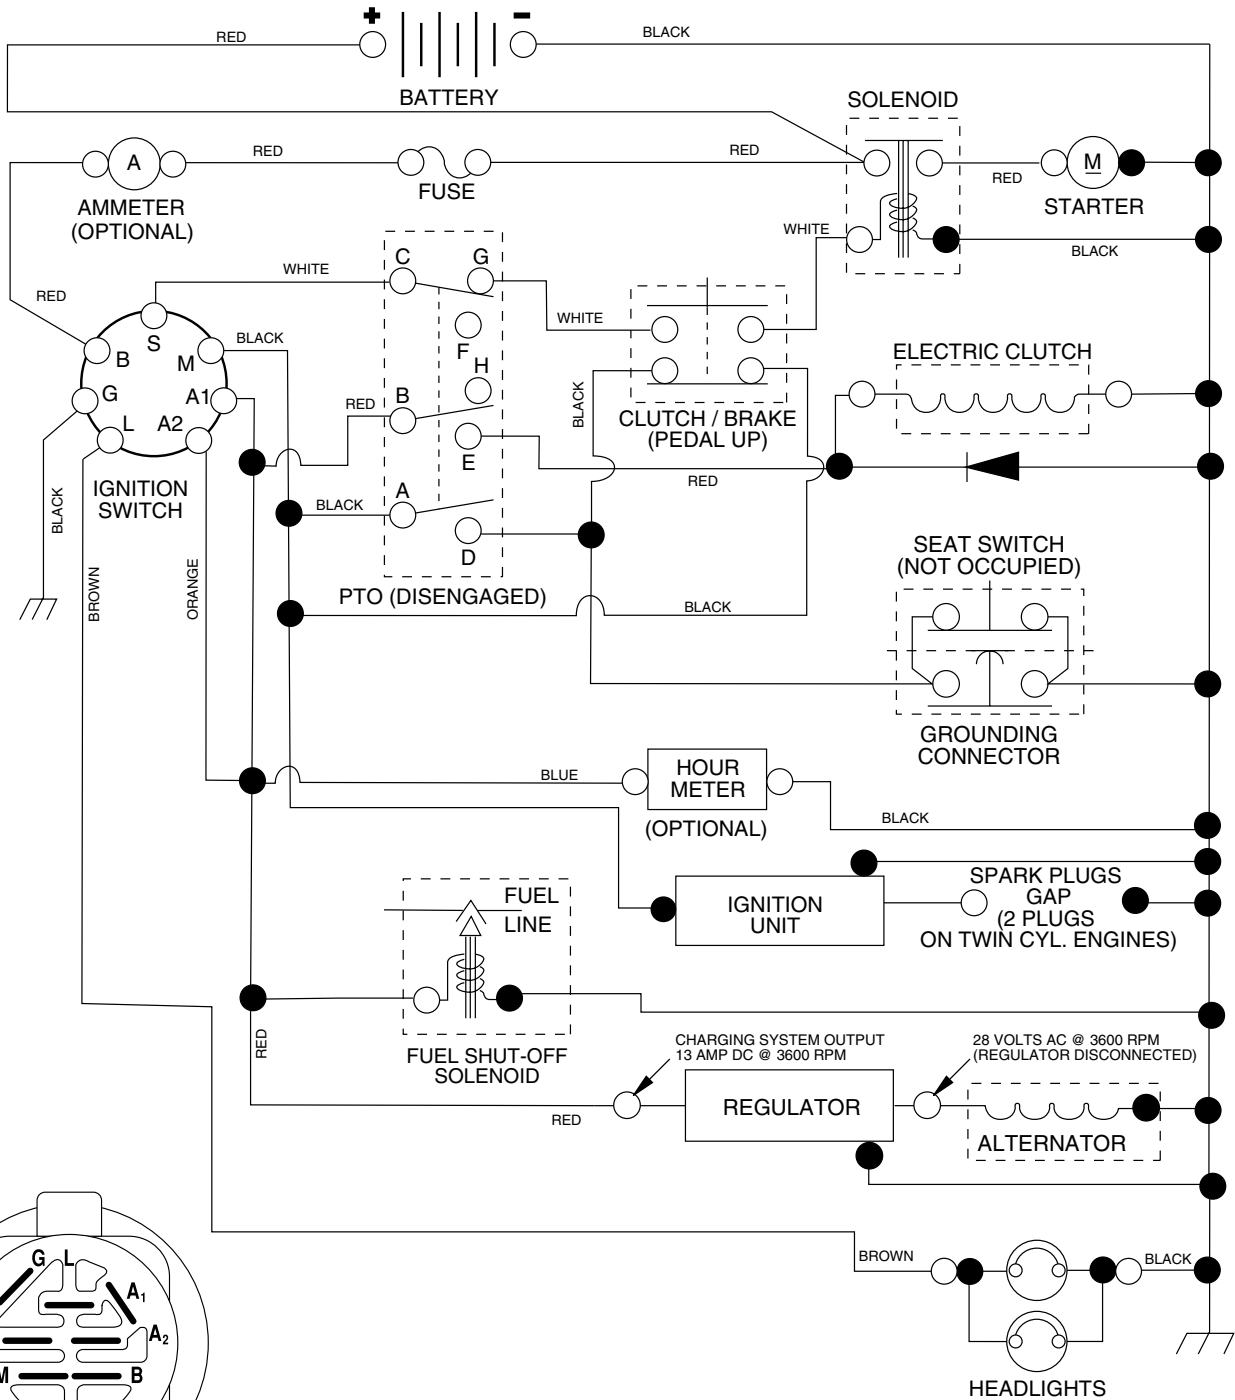 +
−
RED
BLACK
BATTERY
SOLENOID
A
RED
RED
FUSE
RED
M
AMMETER
(OPTIONAL)
STARTER
WHITE
BLACK
C
G
WHITE
RED
WHITE
S
B
M
BLACK
F
H
G
A1
L
A2
B
RED
E
BLACK
CLUTCH / BRAKE
(PEDAL UP)
ELECTRIC CLUTCH
RED
IGNITION
SWITCH
BLACK
A
BLACK
D
SEAT SWITCH
(NOT OCCUPIED)
BROWN
ORANGE
PTO (DISENGAGED)
BLACK
GROUNDING
CONNECTOR
BLUE
HOUR
METER
(OPTIONAL)
BLACK
FUEL
LINE
IGNITION
UNIT
SPARK PLUGS
GAP
(2 PLUGS
ON TWIN CYL. ENGINES)
RED
FUEL SHUT-OFF
SOLENOID
CHARGING SYSTEM OUTPUT
13 AMP DC @ 3600 RPM
28 VOLTS AC @ 3600 RPM
(REGULATOR DISCONNECTED)
RED
REGULATOR
ALTERNATOR
G
L
A1
A2
M
B
BROWN
BLACK
HEADLIGHTS